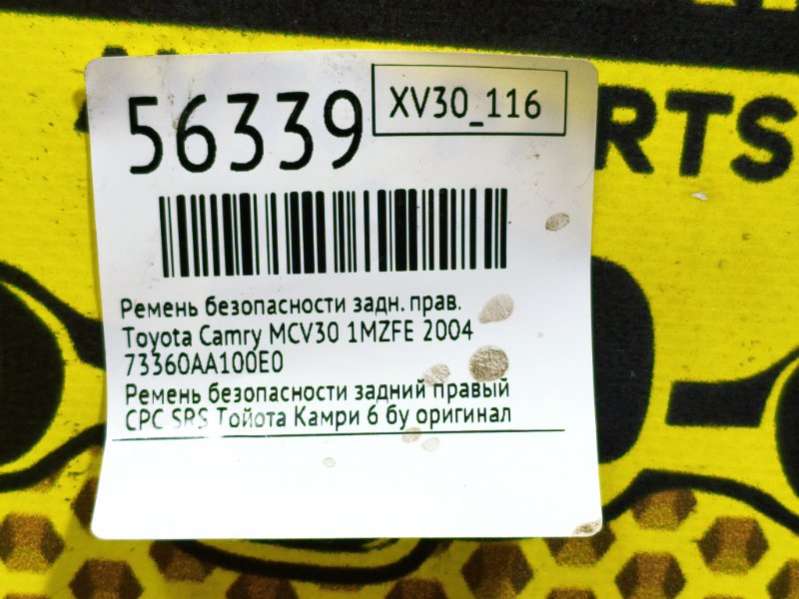 56339
XV30_116
RTS
Ремень безопасности задн. прав.
Toyota Camry MCV30 1MZFE 2004
73360AA100E0
Ремень безопасности задний правый
СРС SRS Тойота Камри 6 бу оригинал